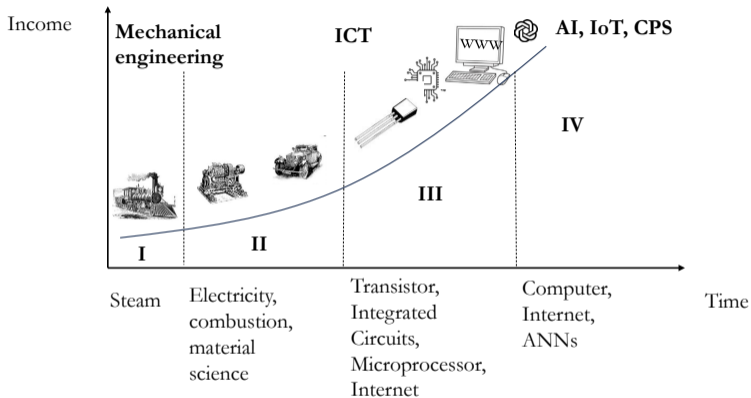 Income
Mechanical
engineering
ICT
AI, IoT, CPS
WWW
IV
III
II
I
Steam
Electricity,
combustion,
material
science
Transistor,
Integrated
Circuits,
Microprocessor,
Internet
Computer,
Internet,
ANNs
Time